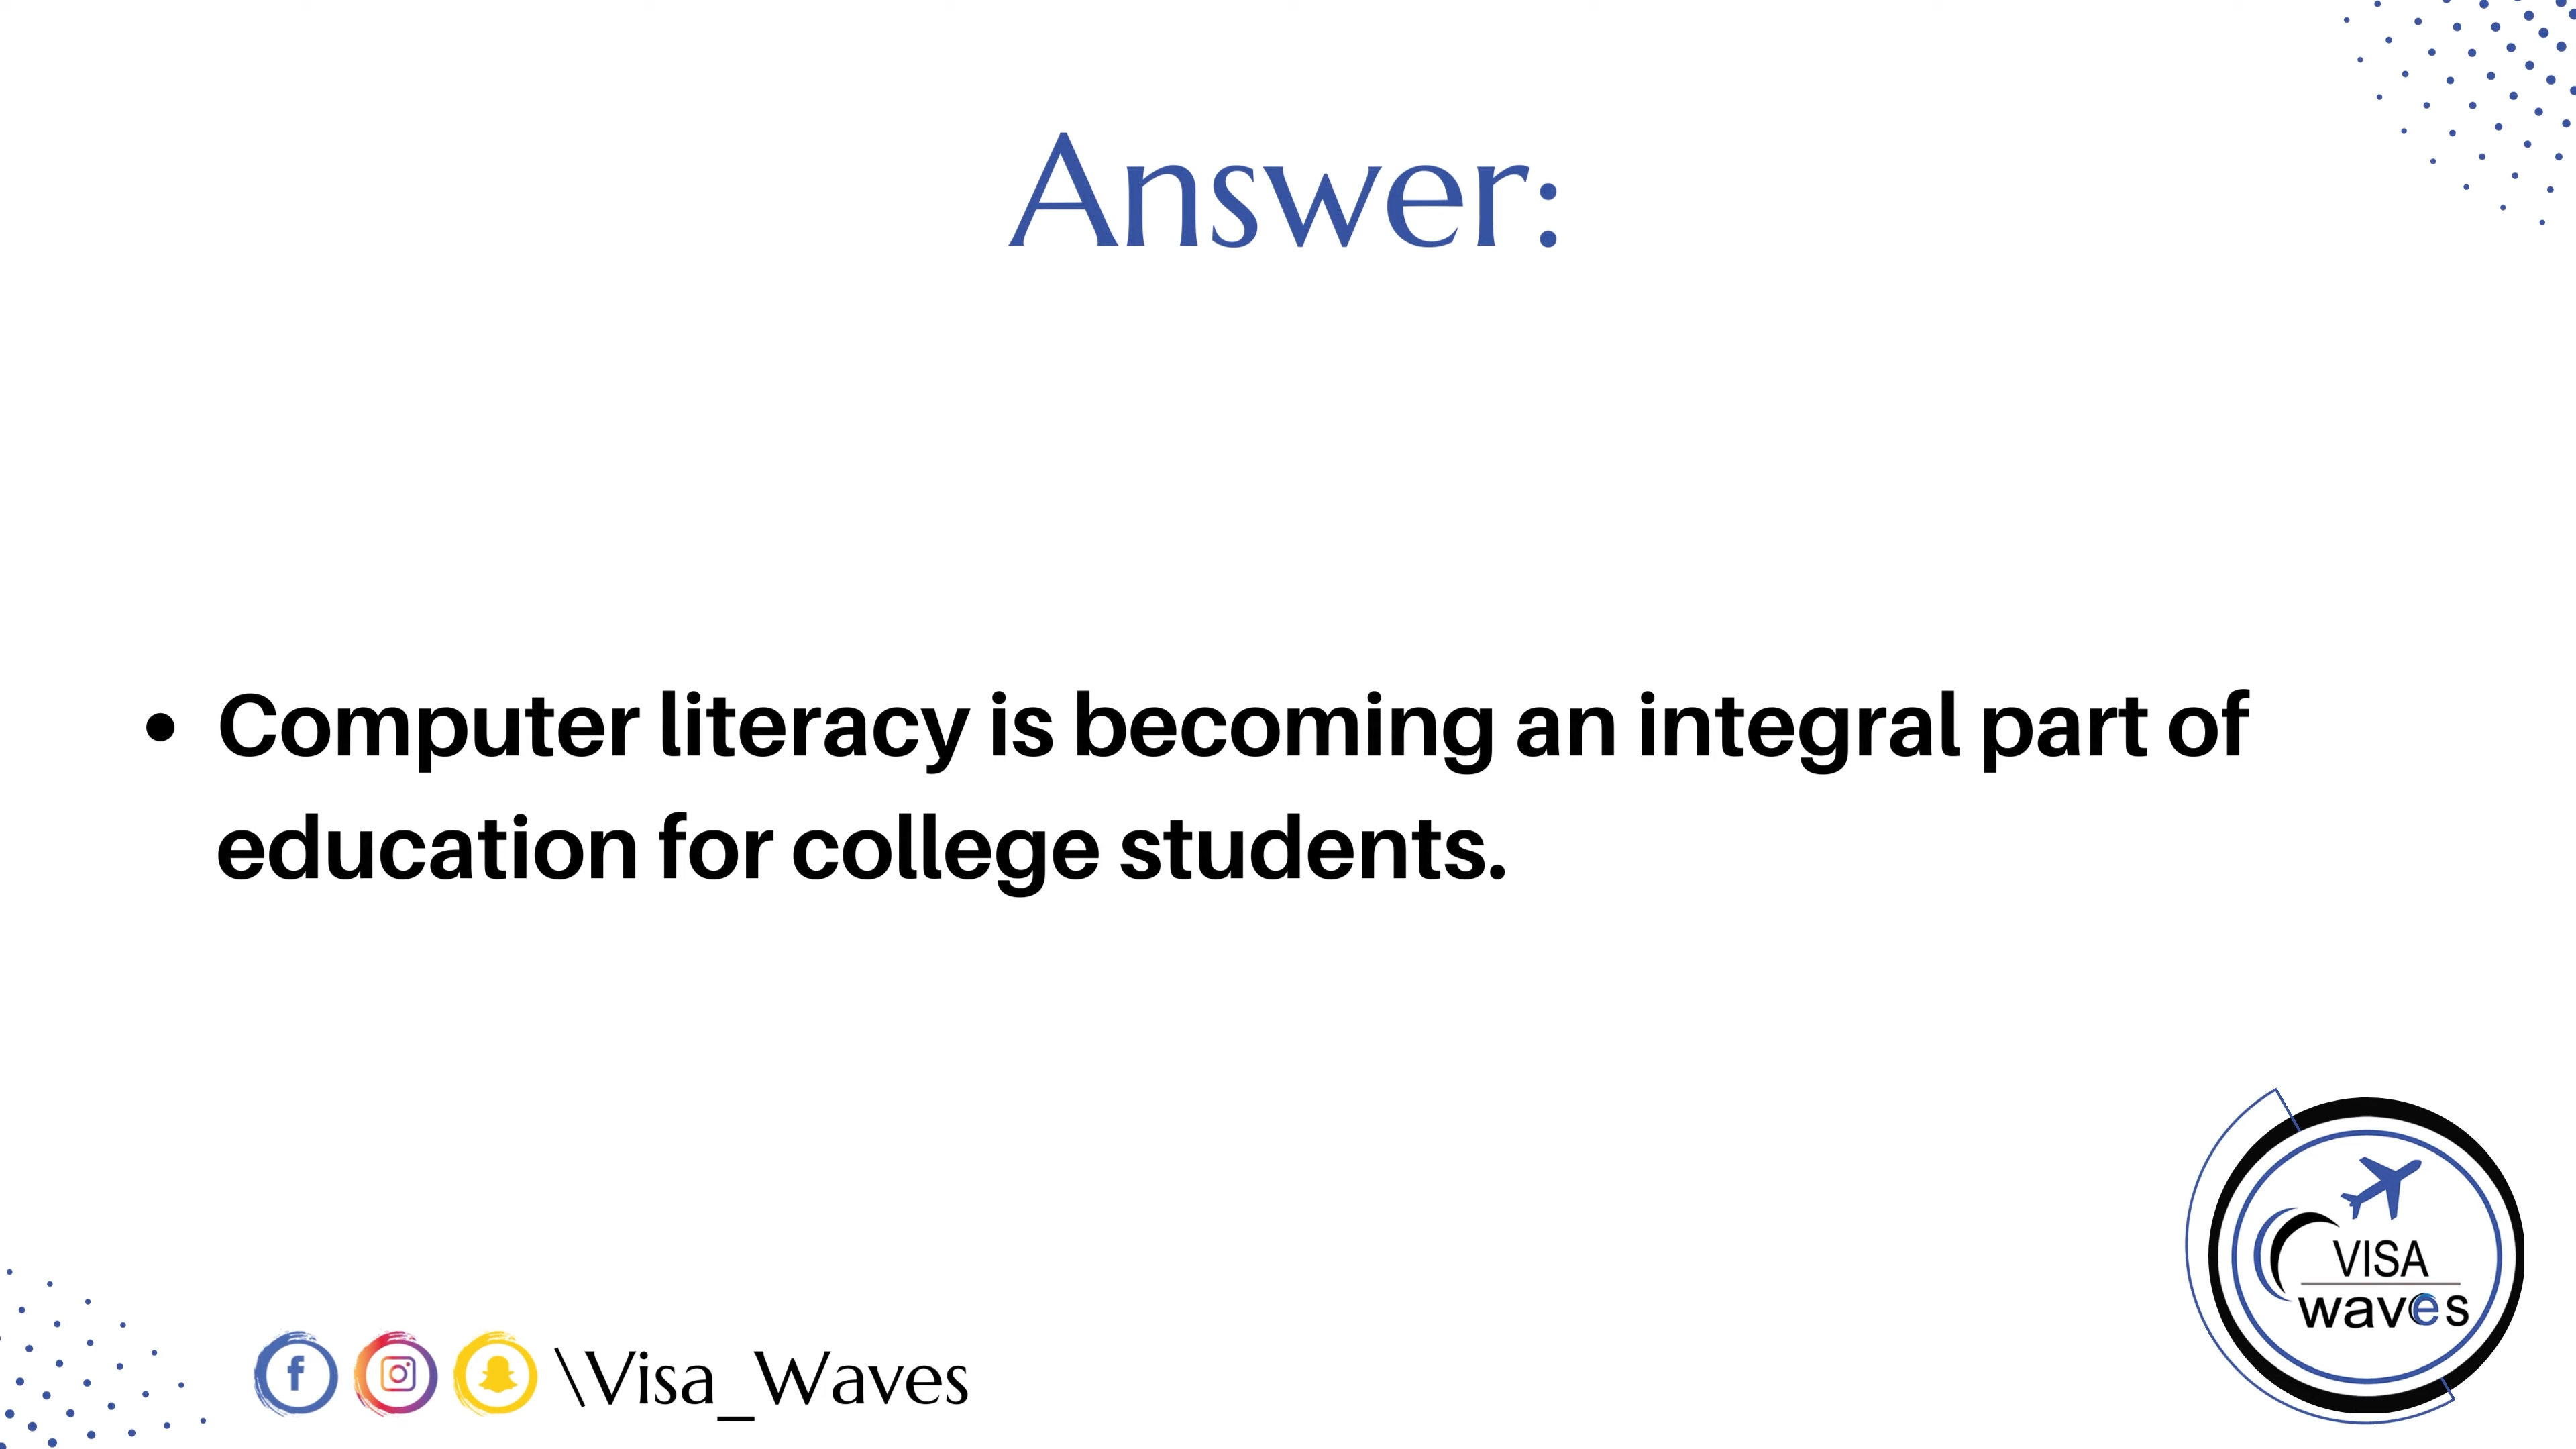 Answer:
• Computer literacy is becoming an integral part of
education for college students.
\Visa_Waves
VISA
waves